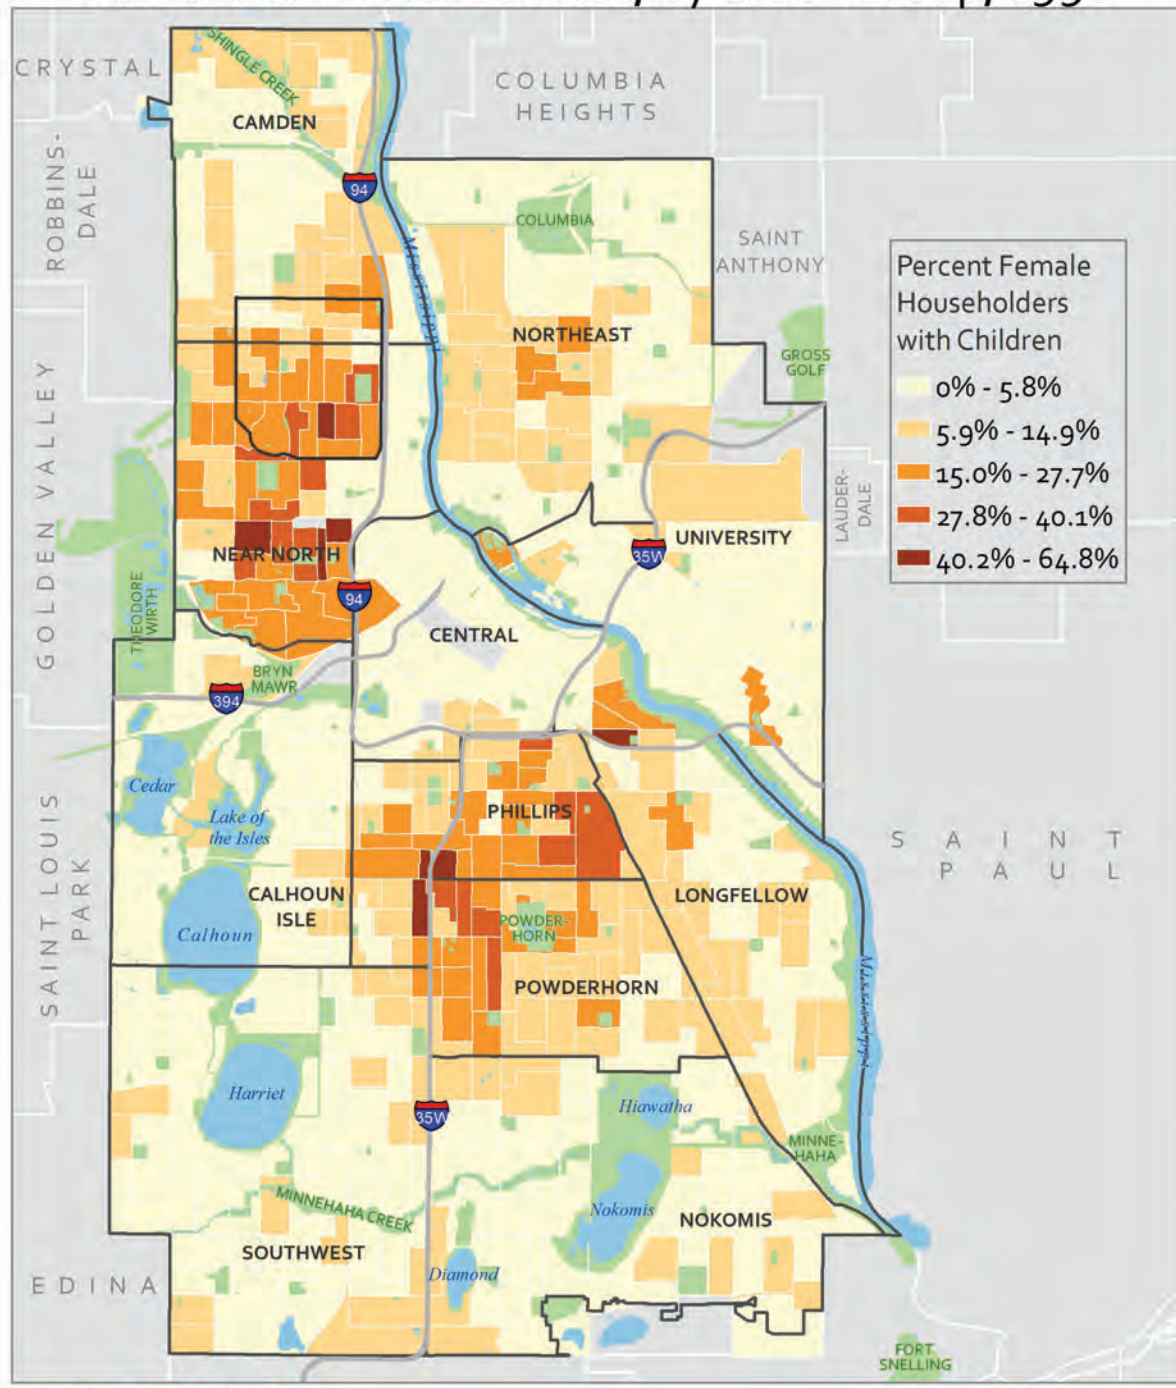 CRYSTAL
SHINGLE CREEK
CAMDEN
COLUMBIA
HEIGHTS
ROBBINS-
DALE
94
COLUMBIA
SAINT
ANTHONY
Mississippi
NORTHEAST
GROSS
GOLF
Percent Female
Householders
with Children
0% - 5.8%
5.9% - 14.9%
15.0% - 27.7%
27.8% - 40.1%
40.2% - 64.8%
GOLDEN VALLEY
LAUDER-
DALE
NEAR NORTH
UNIVERSITY
35W
THEODORE
WIRTH
94
CENTRAL
BRYN
MAWR
394
Cedar
Lake of
the Isles
PHILLIPS
SAINT LOUIS
PARK
SAINT
PAUL
CALHOUN
ISLE
LONGFELLOW
Calhoun
POWDER-
HORN
POWDERHORN
Mississippi
Harriet
35W
Hiawatha
MINNE-
HAHA
MINNEHAHA CREEK
Nokomis
NOKOMIS
SOUTHWEST
Diamond
EDINA
FORT
SNELLING